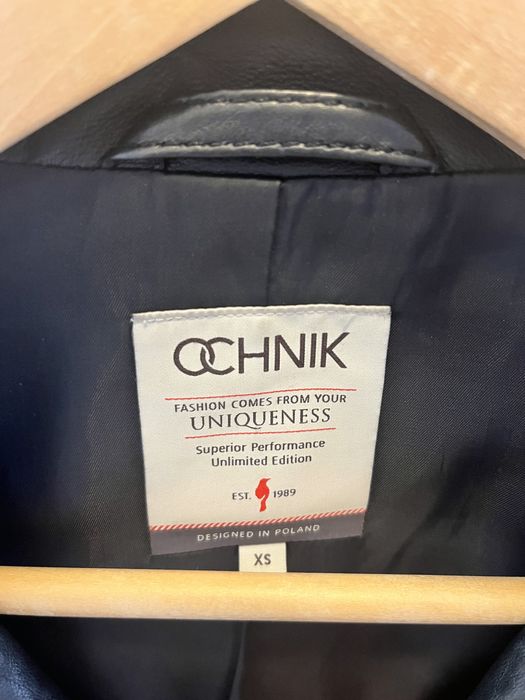 OCHNIK
FASHION COMES FROM YOUR
UNIQUENESS
Superior Performance
Unlimited Edition
EST. 1989
DESIGNED IN POLAND
XS